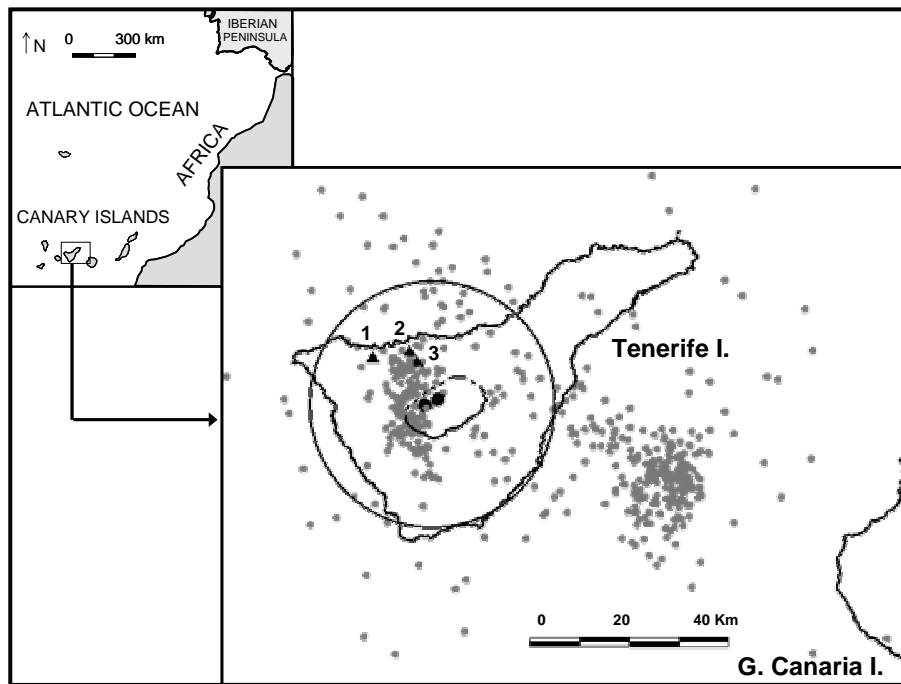 IBERIAN
PENINSULA
↑N
0 300 km
ATLANTIC OCEAN
AFRICA
CANARY ISLANDS
1
2
3
Tenerife I.
0 20 40 Km
G. Canaria I.